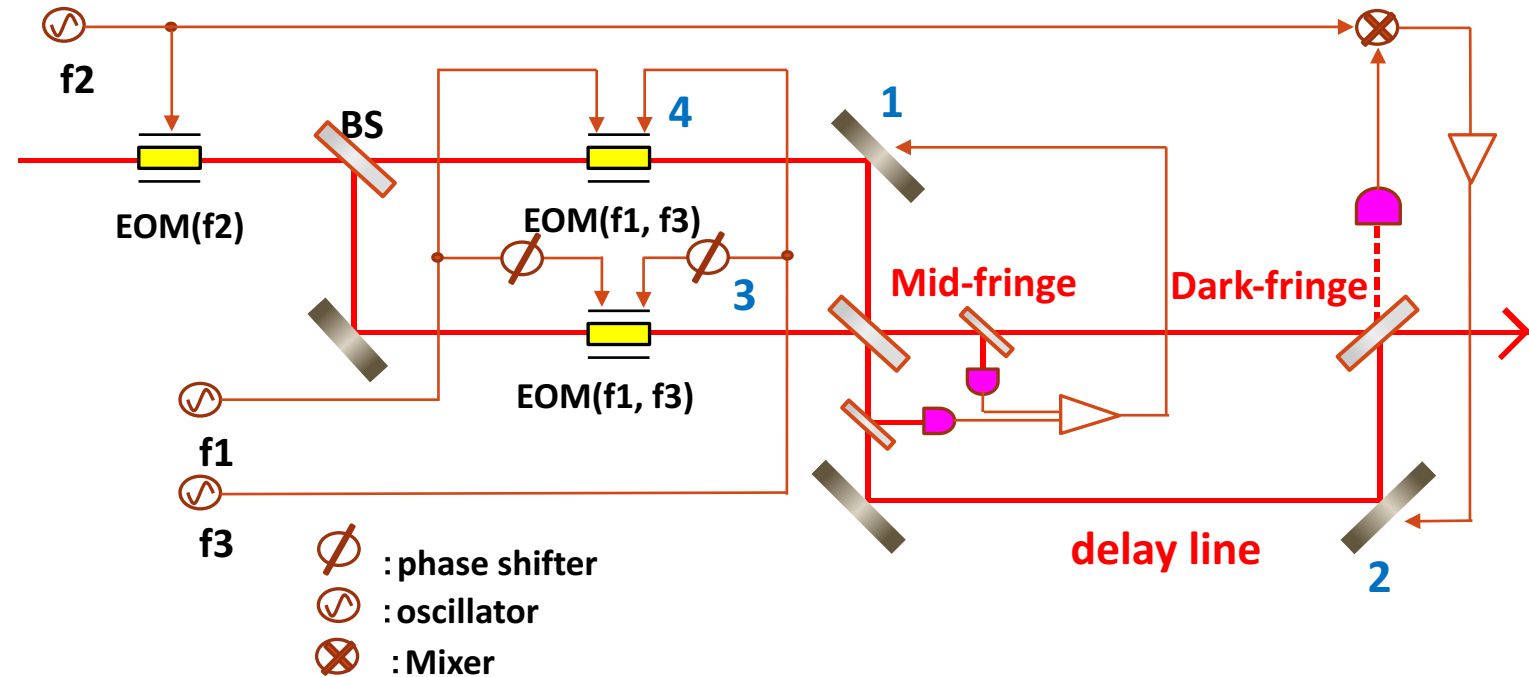 f2
BS
4
1
EOM(f2)
EOM(f1, f3)
3
Mid-fringe
Dark-fringe
EOM(f1, f3)
f1
f3
delay line
2
: phase shifter
: oscillator
: Mixer